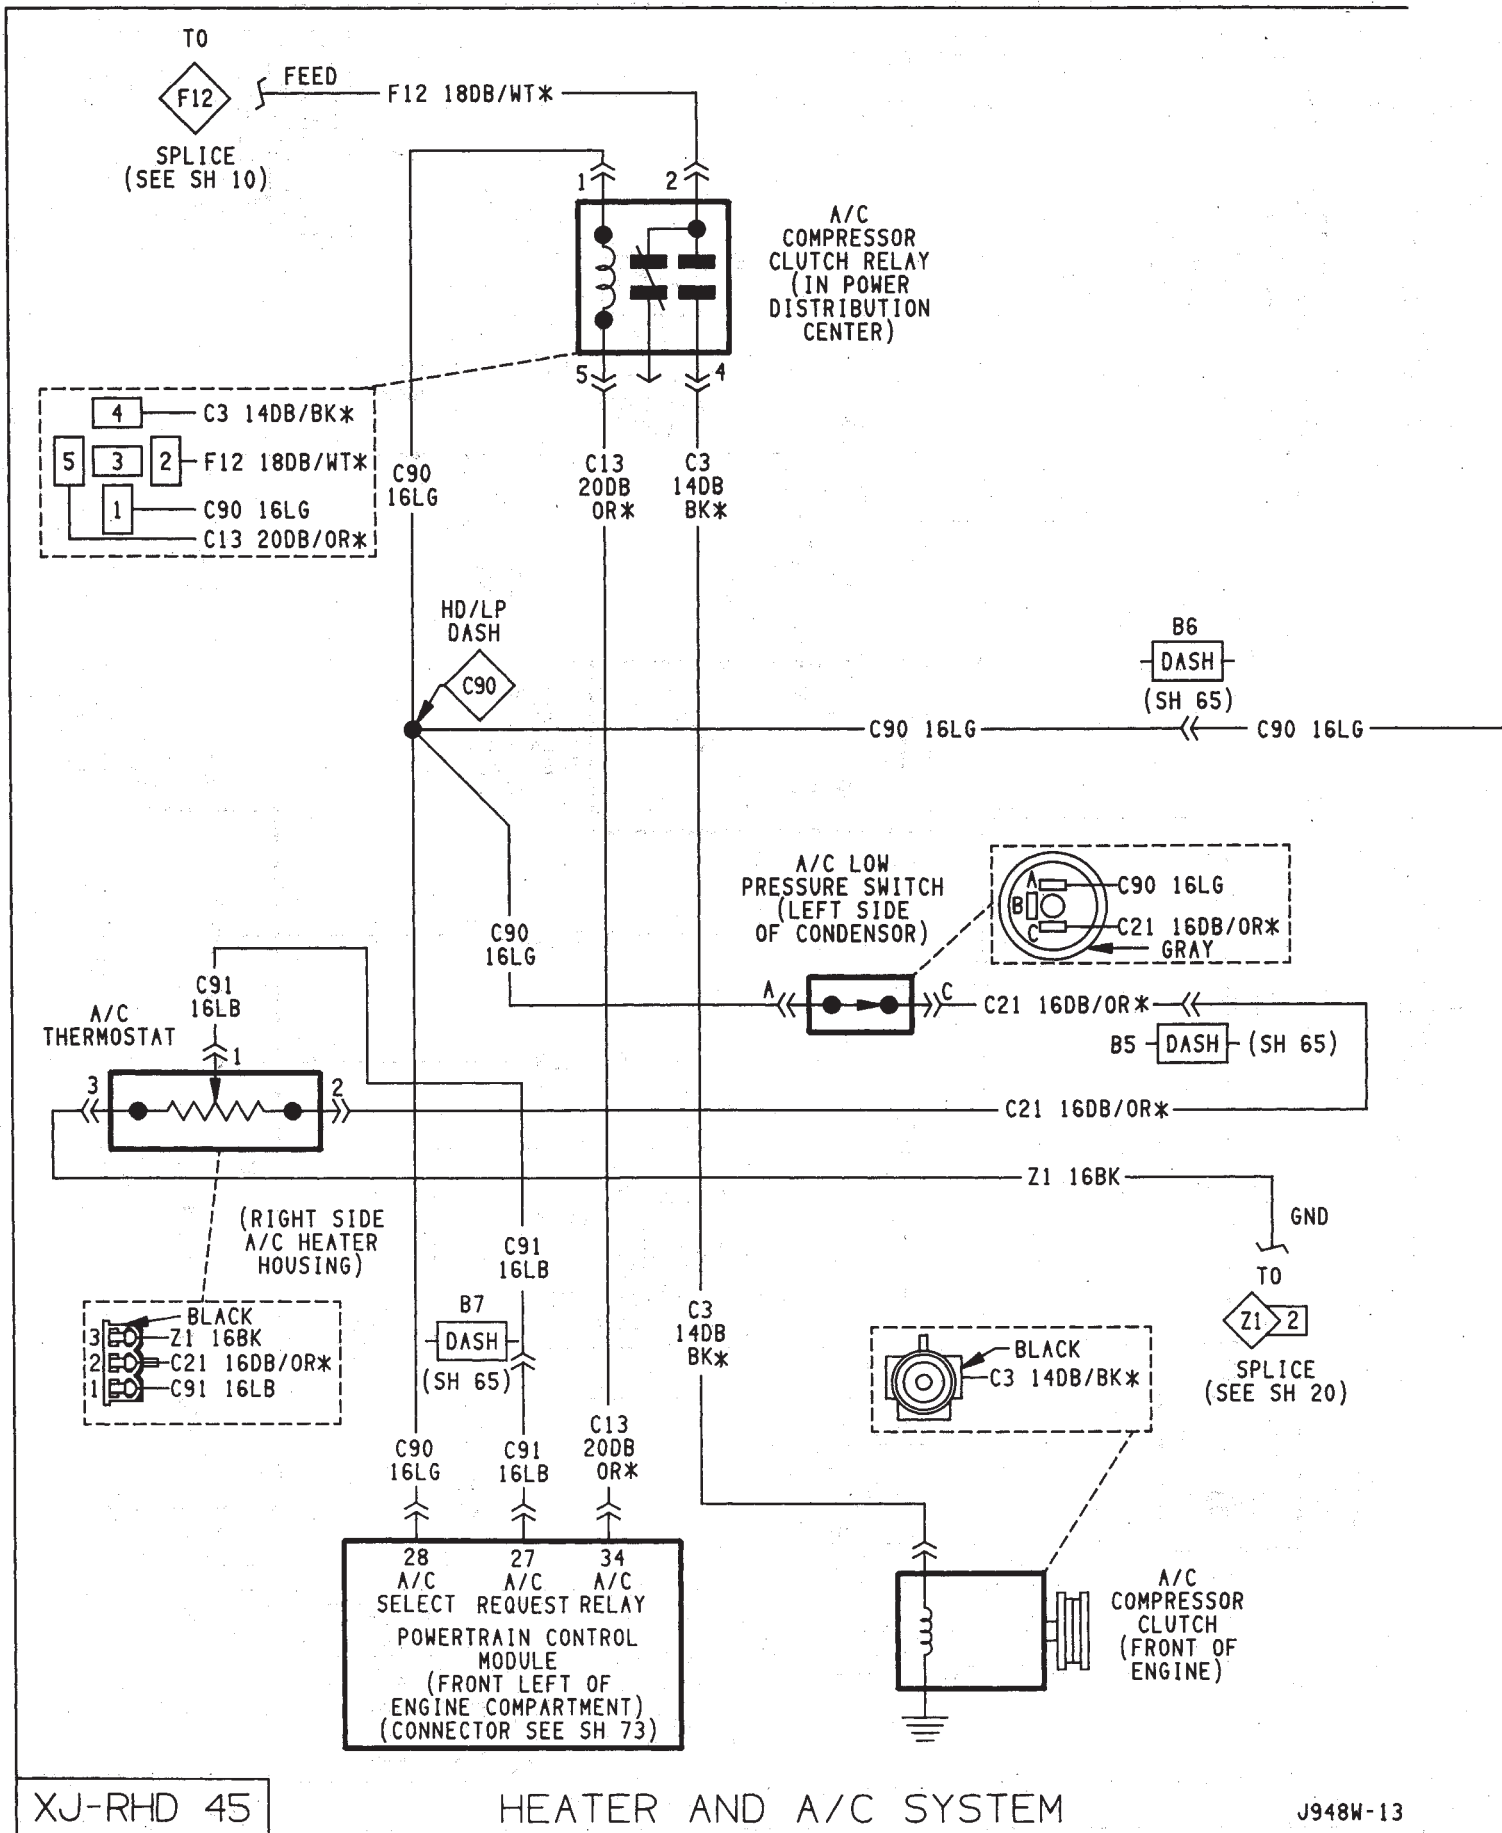 TO
F12
FEED
F12 18DB/WT*
SPLICE
(SEE SH 10)
1
2
A/C
COMPRESSOR
CLUTCH RELAY
(IN POWER
DISTRIBUTION
CENTER)
5
4
4
C3 14DB/BK*
5
3
2
F12 18DB/WT*
1
C90 16LG
C13 20DB/OR*
C90
16LG
C13
20DB
OR*
C3
14DB
BK*
HD/LP
DASH
C90
B6
DASH
(SH 65)
C90 16LG
C90 16LG
A/C LOW
PRESSURE SWITCH
(LEFT SIDE
OF CONDENSOR)
A
B
C
C90 16LG
C21 16DB/OR*
GRAY
C90
16LG
C91
16LB
A/C
THERMOSTAT
A
C
C21 16DB/OR*
B5
DASH
(SH 65)
1
3
2
C21 16DB/OR*
Z1 16BK
GND
TO
Z1
2
SPLICE
(SEE SH 20)
(RIGHT SIDE
A/C HEATER
HOUSING)
BLACK
3
Z1 16BK
2
C21 16DB/OR*
1
C91 16LB
C91
16LB
B7
DASH
(SH 65)
C3
14DB
BK*
BLACK
C3 14DB/BK*
C90
16LG
C91
16LB
C13
20DB
OR*
28
A/C
SELECT
27
A/C
REQUEST
34
A/C
RELAY
POWERTRAIN CONTROL
MODULE
(FRONT LEFT OF
ENGINE COMPARTMENT)
(CONNECTOR SEE SH 73)
A/C
COMPRESSOR
CLUTCH
(FRONT OF
ENGINE)
XJ-RHD 45
HEATER AND A/C SYSTEM
J948W-13